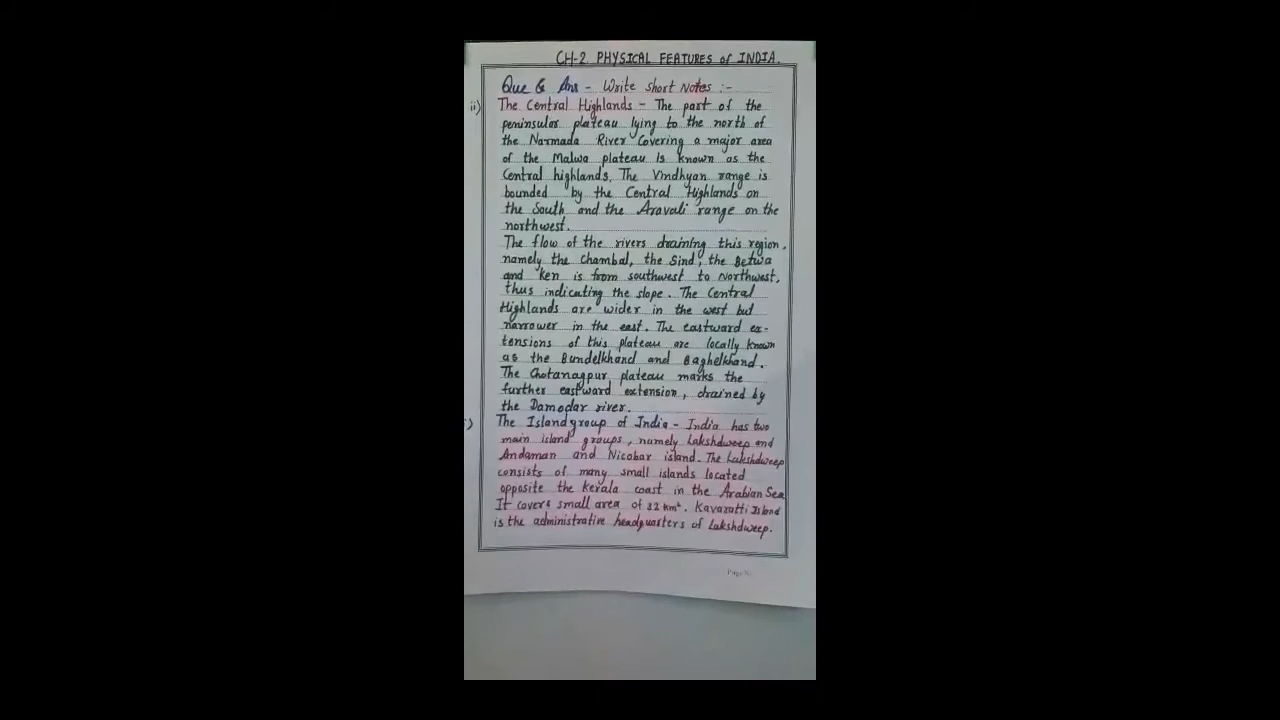 CH-2 PHYSICAL FEATURES of INDIA.
Que & Ans - Write short Notes :-
ii) The Central Highlands - The part of the
peninsular plateau lying to the north of
the Narmada River Covering a major area
of the Malwa plateau Is known as the
Central highlands. The Vindhyan range is
bounded by the Central Highlands on
the South and the Aravali range on the
northwest.
The flow of the rivers draining this region,
namely the Chambal, the Sind, the Betwa
and Ken is from southwest to Northwest,
thus indicating the slope. The Central
Highlands are wider in the west but
narrower in the east. The eastward ex-
tensions of this plateau are locally known
as the Bundelkhand and Baghelkhand.
The Chotanagpur plateau marks the
further eastward extension, drained by
the Damodar river.
) The Island group of India - India has two
main island groups, namely Lakshdweep and
Andaman and Nicobar island. The Lakshdweep
consists of many small islands located
opposite the Kerala coast in the Arabian Sea
It covers small area of 32 km². Kavaratti Island
is the administrative headquarters of Lakshdweep.